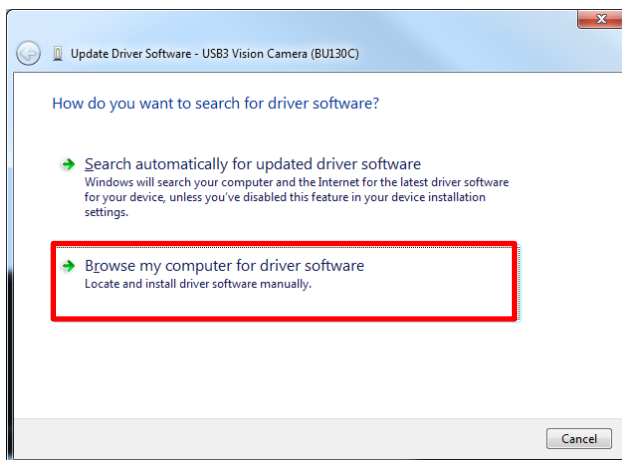 Update Driver Software - USB3 Vision Camera (BU130C)
How do you want to search for driver software?
Search automatically for updated driver software
Windows will search your computer and the Internet for the latest driver software
for your device, unless you've disabled this feature in your device installation
settings.
Browse my computer for driver software
Locate and install driver software manually.
Cancel